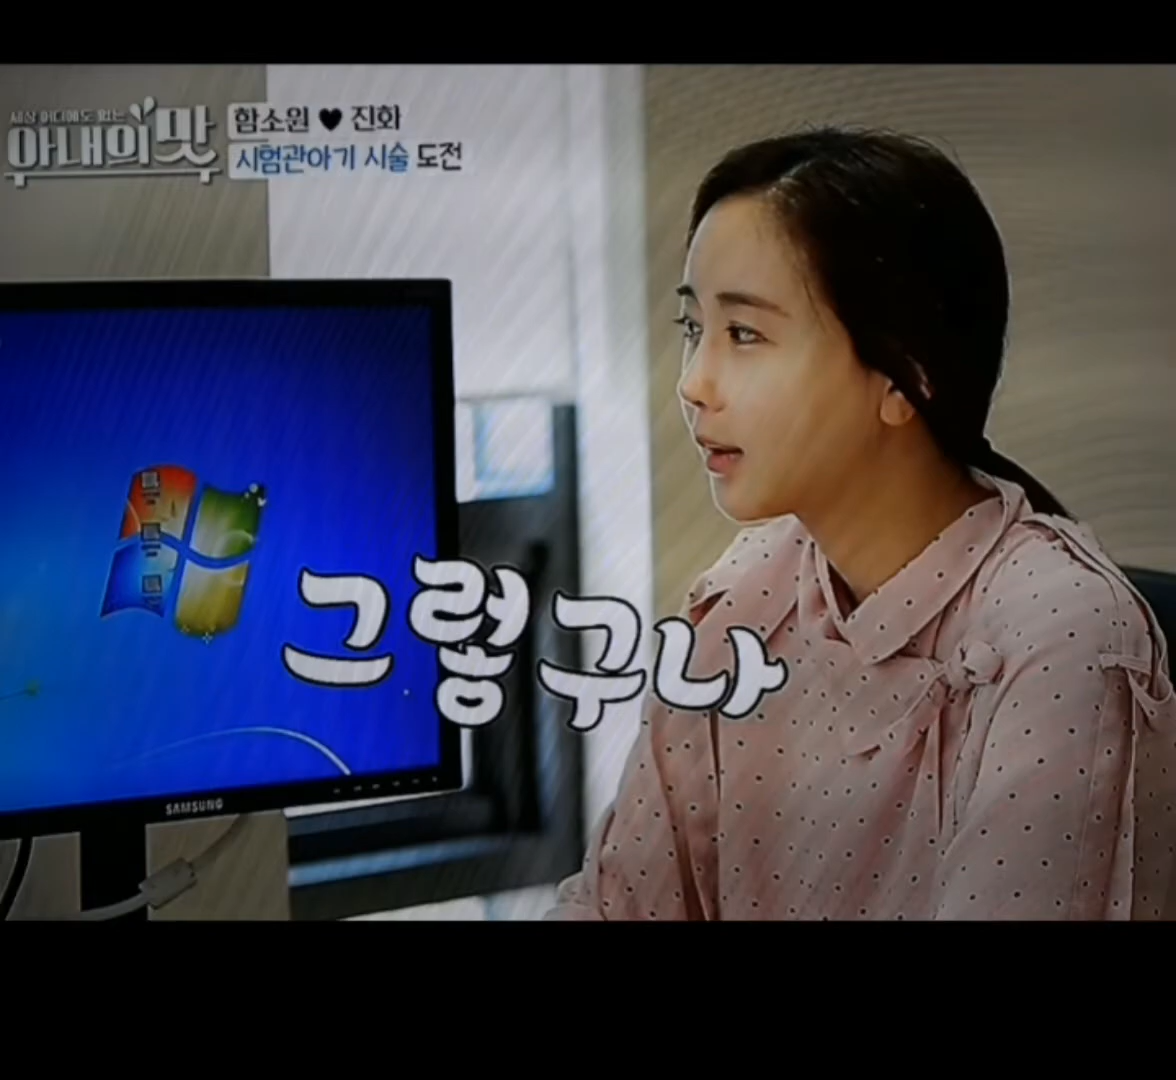 세상 어디에도 없는
아내의 맛
함소원 ♥ 진화
시험관아기 시술 도전
그렇구나
SAMSUNG